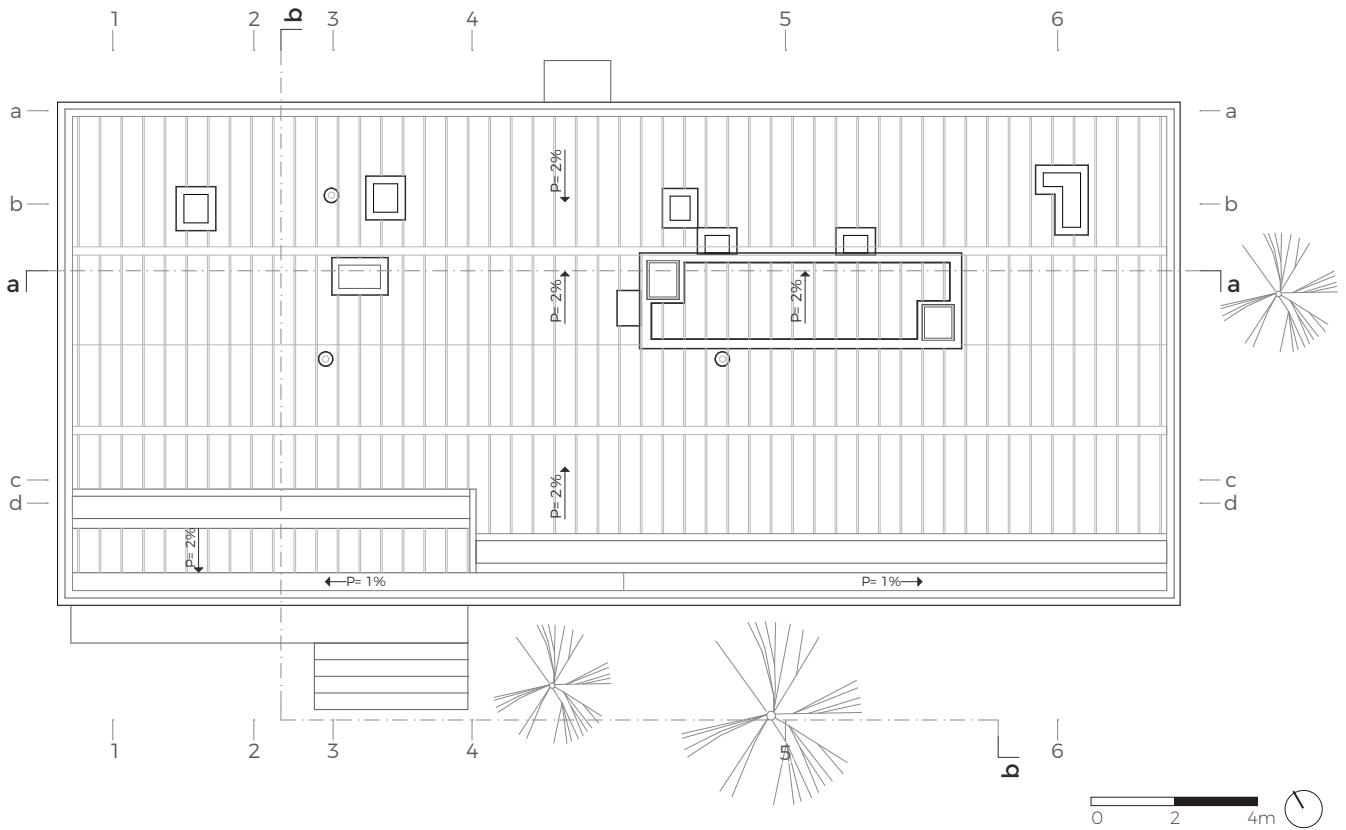 1 2 b 3 4 5 6
a a
P= 2%
b b
a P= 2% P= 2% a
c c
P= 2%
d d
P= 2%
P= 1% P= 1%
1 2 3 4 5 6
b
0 2 4m